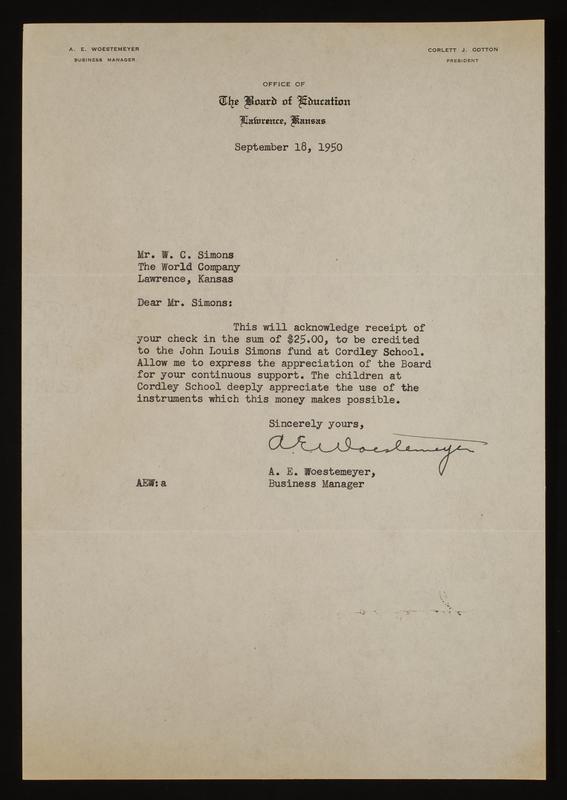 A. E. WOESTEMEYER
BUSINESS MANAGER
CORLETT J. COTTON
PRESIDENT
OFFICE OF
The Board of Education
Lawrence, Kansas
September 18, 1950
Mr. W. C. Simons
The World Company
Lawrence, Kansas
Dear Mr. Simons:
This will acknowledge receipt of
your check in the sum of $25.00, to be credited
to the John Louis Simons fund at Cordley School.
Allow me to express the appreciation of the Board
for your continuous support. The children at
Cordley School deeply appreciate the use of the
instruments which this money makes possible.
Sincerely yours,
A. E. Woestemeyer
A. E. Woestemeyer,
AEW:a Business Manager